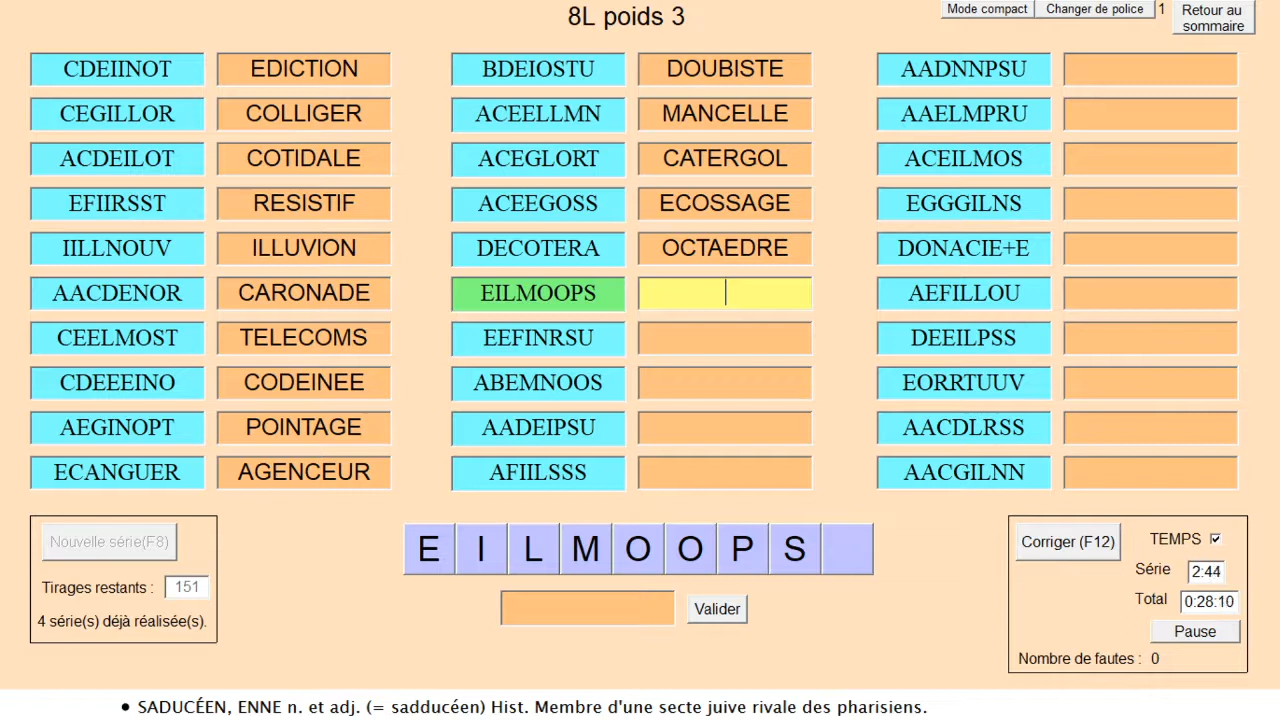 8L poids 3
Mode compact Changer de police 1 Retour au sommaire
CDEIINOT EDICTION BDEIOSTU DOUBISTE AADNNPSU
CEGILLOR COLLIGER ACEELLMN MANCELLE AAELMPRU
ACDEILOT COTIDALE ACEGLORT CATERGOL ACEILMOS
EFIIRSST RESISTIF ACEEGOSS ECOSSAGE EGGGILNS
IILLNOUV ILLUVION DECOTERA OCTAEDRE DONACIE+E
AACDENOR CARONADE EILMOOPS AEFILLOU
CEELMOST TELECOMS EEFINRSU DEEILPSS
CDEEEINO CODEINEE ABEMNOOS EORRTUUV
AEGINOPT POINTAGE AADEIPSU AACDLRSS
ECANGUER AGENCEUR AFIILSSS AACGILNN
Nouvelle série(F8)
Tirages restants : 151
4 série(s) déjà réalisée(s).
E I L M O O P S
Valider
Corriger (F12) TEMPS
Série 2:44
Total 0:28:10
Pause
Nombre de fautes : 0
• SADUCÉEN, ENNE n. et adj. (= sadducéen) Hist. Membre d'une secte juive rivale des pharisiens.